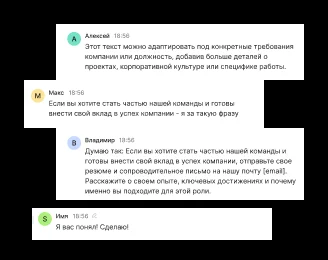 А
Алексей 18:56
Этот текст можно адаптировать под конкретные требования
компании или должность, добавив больше деталей о
проектах, корпоративной культуре или специфике работы.
М
Макс 18:56
Если вы хотите стать частью нашей команды и готовы
внести свой вклад в успех компании - я за такую фразу
В
Владимир 18:56
Думаю так: Если вы хотите стать частью нашей команды и
готовы внести свой вклад в успех компании, отправьте свое
резюме и сопроводительное письмо на нашу почту [email].
Расскажите о своем опыте, ключевых достижениях и почему
именно вы подходите для этой роли.
S
Имя 18:56
Я вас понял! Сделаю!